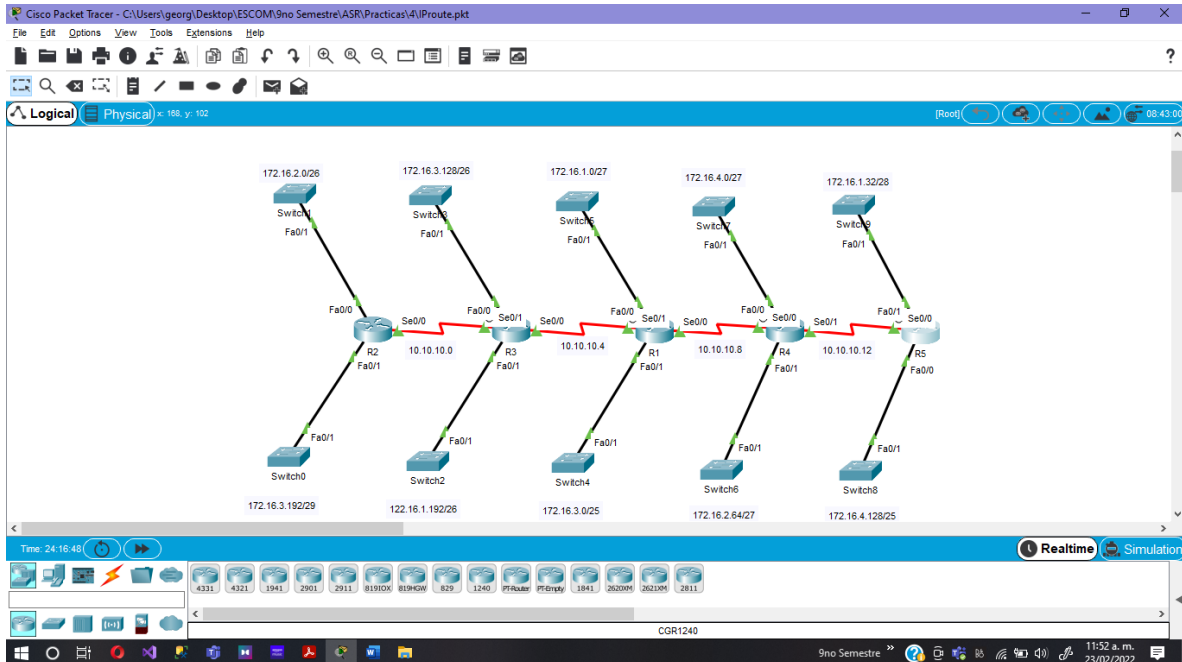 Cisco Packet Tracer - C:\Users\georg\Desktop\ESCOM\9no Semestre\ASR\Practicas\4\IProute.pkt
File Edit Options View Tools Extensions Help
?
Logical Physical x: 168, y: 102 [Root] 08:43:00
172.16.2.0/26 172.16.3.128/26 172.16.1.0/27 172.16.4.0/27 172.16.1.32/28
Switch1 Switch3 Switch5 Switch7 Switch9
Fa0/1 Fa0/1 Fa0/1 Fa0/1 Fa0/1
Fa0/0 Fa0/0 Fa0/0 Fa0/0 Fa0/1
Se0/0 Se0/1 Se0/0 Se0/1 Se0/0 Se0/0 Se0/1 Se0/0
10.10.10.0 10.10.10.4 10.10.10.8 10.10.10.12
R2 R3 R1 R4 R5
Fa0/1 Fa0/1 Fa0/1 Fa0/1 Fa0/0
Fa0/1 Fa0/1 Fa0/1 Fa0/1 Fa0/1
Switch0 Switch2 Switch4 Switch6 Switch8
172.16.3.192/29 122.16.1.192/26 172.16.3.0/25 172.16.2.64/27 172.16.4.128/25
Time: 24:16:48 Realtime Simulation
4331 4321 1941 2901 2911 819IOX 819HGW 829 1240 PT-Router PT-Empty 1841 2620XM 2621XM 2811
CGR1240
9no Semestre » 11:52 a. m.
23/02/2022